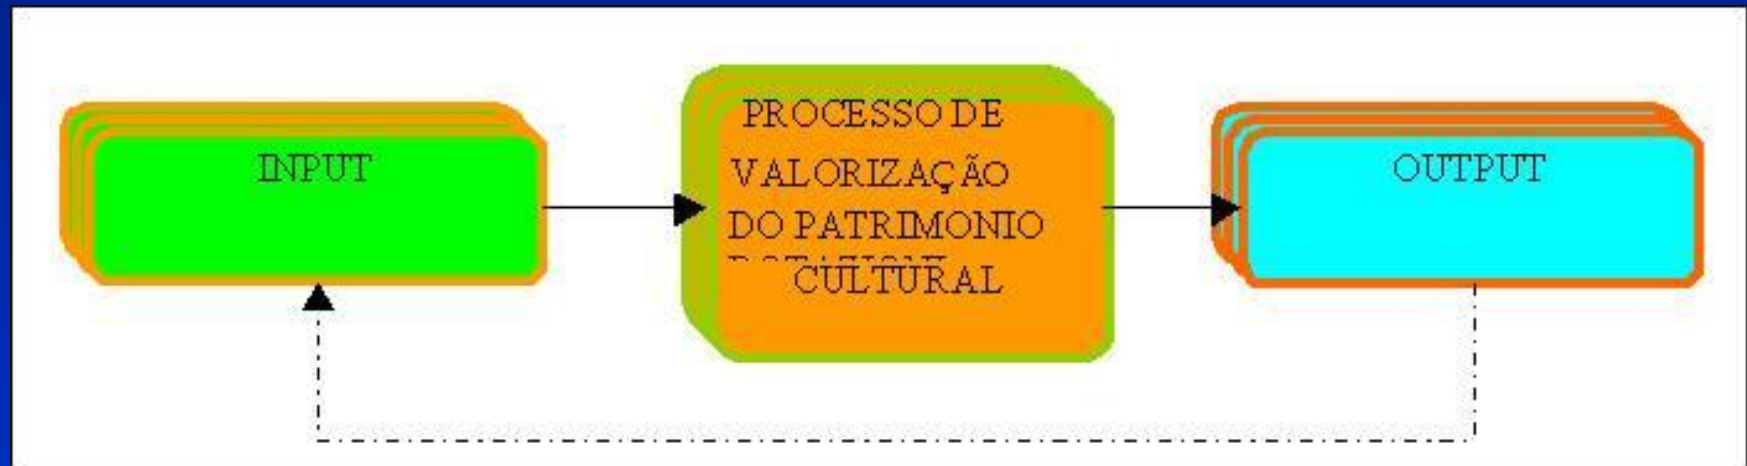 INPUT
PROCESSO DE
VALORIZAÇÃO
DO PATRIMONIO
CULTURAL
OUTPUT